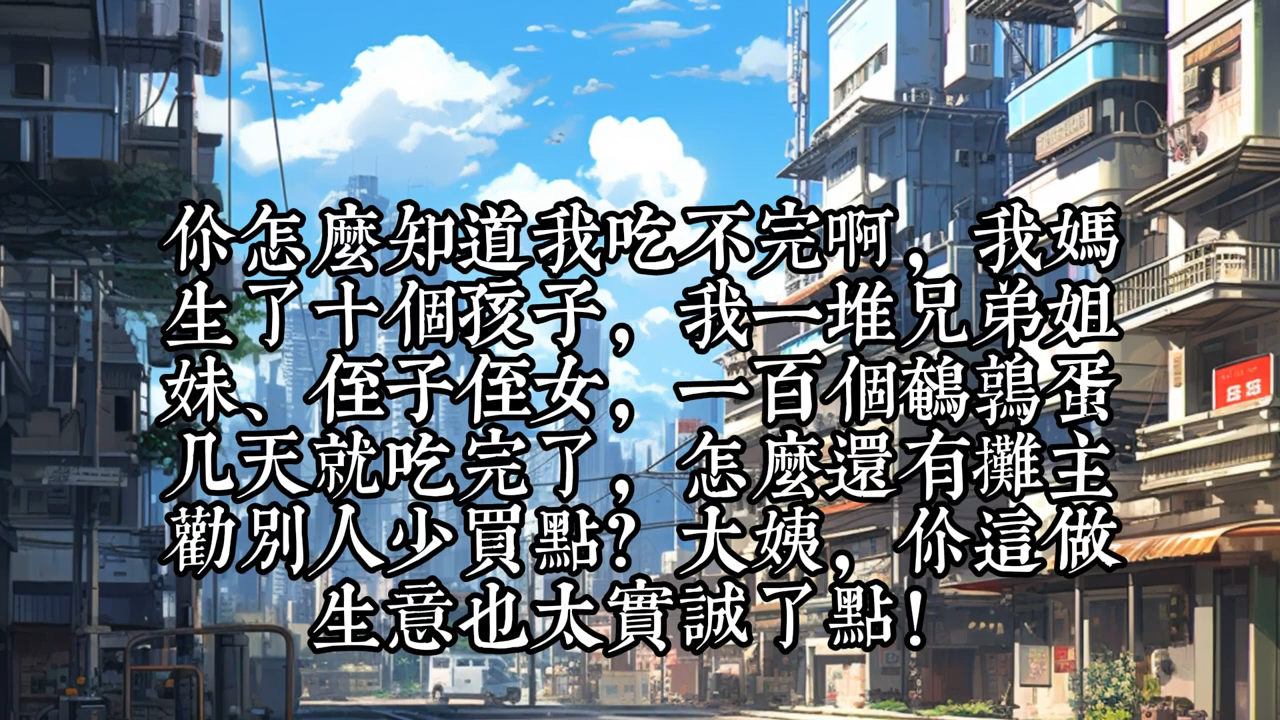 你怎麼知道我吃不完啊，我媽
生了十個孩子，我一堆兄弟姐
妹、侄子侄女，一百個鵪鶉蛋
几天就吃完了，怎麼還有攤主
勸別人少買點？大姨，你這做
生意也太實誠了點！